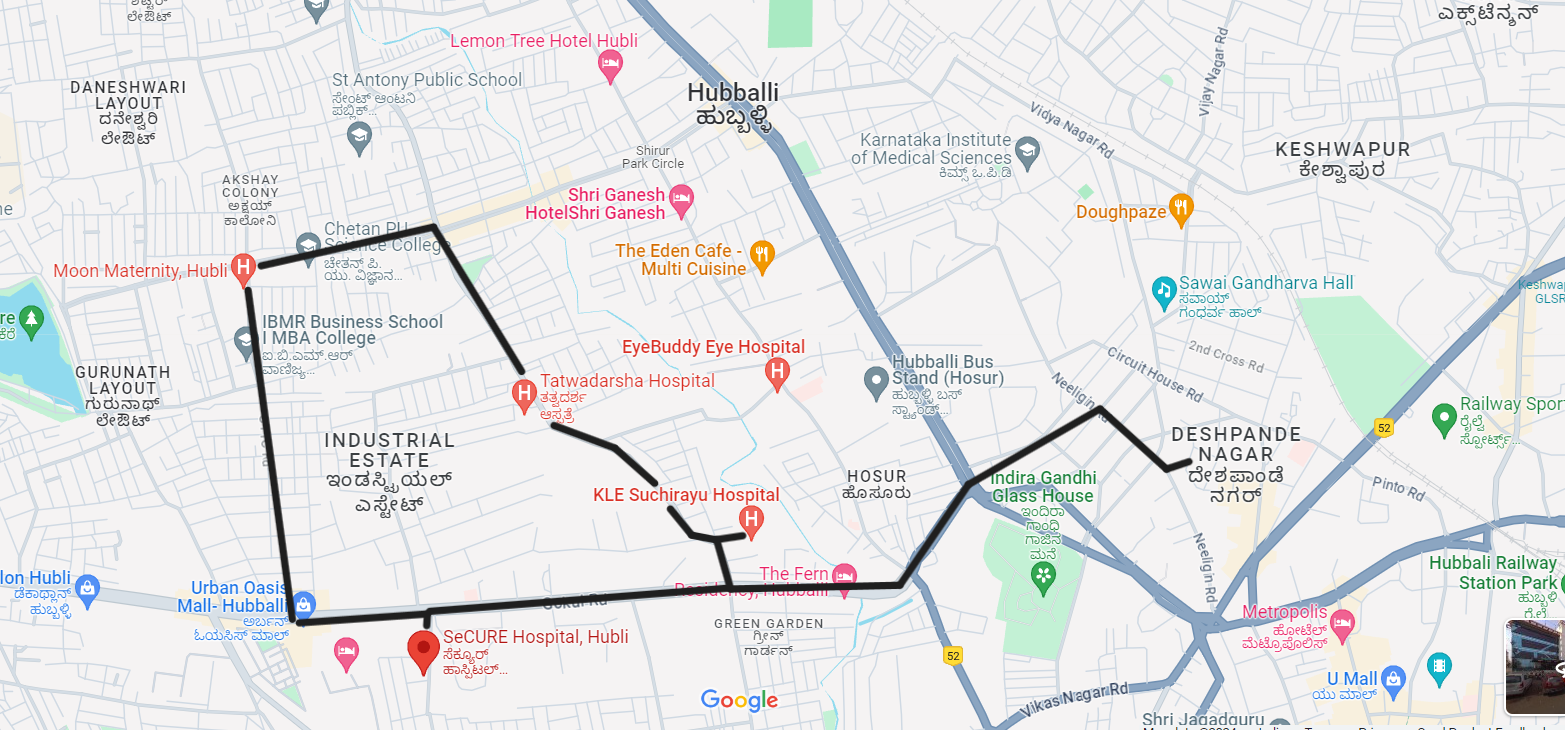 ಲೇಔಟ್
ಎಕ್ಸ್‌ಟೆನ್ಶನ್
Lemon Tree Hotel Hubli
Vijay Nagar Rd
DANESHWARI
LAYOUT
ದನೇಶ್ವರಿ
ಲೇಔಟ್
St Antony Public School
ಸೇಂಟ್ ಆಂಟನಿ
ಪಬ್ಲಿಕ್...
Hubballi
ಹುಬ್ಬಳ್ಳಿ
Vidya Nagar Rd
Karnataka Institute
of Medical Sciences
ಕಿಮ್ಸ್ ಒ.ಪಿ.ಡಿ
KESHWAPUR
ಕೇಶ್ವಾಪುರ
Shirur
Park Circle
AKSHAY
COLONY
ಅಕ್ಷಯ್
ಕಾಲೋನಿ
Shri Ganesh
HotelShri Ganesh
Doughpaze
Chetan PU
Science College
ಚೇತನ್ ಪಿ.
ಯು. ವಿಜ್ಞಾನ...
The Eden Cafe -
Multi Cuisine
Moon Maternity, Hubli
Sawai Gandharva Hall
ಸವಾಯ್
ಗಂಧರ್ವ ಹಾಲ್
GLSR
re
ಕೆರೆ
IBMR Business School
I MBA College
ಐ.ಬಿ.ಎಮ್.ಆರ್
ವಾಣಿಜ್ಯ...
EyeBuddy Eye Hospital
2nd Cross Rd
Circuit House Rd
Hubballi Bus
Stand (Hosur)
ಹುಬ್ಬಳ್ಳಿ ಬಸ್
ಸ್ಟ್ಯಾಂಡ್...
GURUNATH
LAYOUT
ಗುರುನಾಥ್
ಲೇಔಟ್
Tatwadarsha Hospital
ತತ್ವದರ್ಶ
ಆಸ್ಪತ್ರೆ
Neeligin Rd
52
Railway Sport
ರೈಲ್ವೆ
ಸ್ಪೋರ್ಟ್ಸ್...
INDUSTRIAL
ESTATE
ಇಂಡಸ್ಟ್ರಿಯಲ್
ಎಸ್ಟೇಟ್
DESHPANDE
NAGAR
ದೇಶಪಾಂಡೆ
ನಗರ್
HOSUR
ಹೊಸೂರು
Indira Gandhi
Glass House
ಇಂದಿರಾ
ಗಾಂಧಿ
ಗಾಜಿನ
ಮನೆ
Pinto Rd
KLE Suchirayu Hospital
Neeligin Rd
Hubballi Railway
Station Park
ಹುಬ್ಬಳ್ಳಿ
lon Hubli
ಡೆಕಾಥ್ಲಾನ್
ಹುಬ್ಬಳ್ಳಿ
Urban Oasis
Mall- Hubballi
ಅರ್ಬನ್
ಓಯಸಿಸ್ ಮಾಲ್
The Fern
Residency, Hubballi
Gokul Rd
SeCURE Hospital, Hubli
ಸೆಕ್ಯೂರ್
ಹಾಸ್ಪಿಟಲ್...
GREEN GARDEN
ಗ್ರೀನ್
ಗಾರ್ಡನ್
Metropolis
ಹೋಟೆಲ್
ಮೆಟ್ರೊಪೊಲಿಸ್
52
U Mall
ಯು ಮಾಲ್
Vikas Nagar Rd
Google
Shri Jagadguru